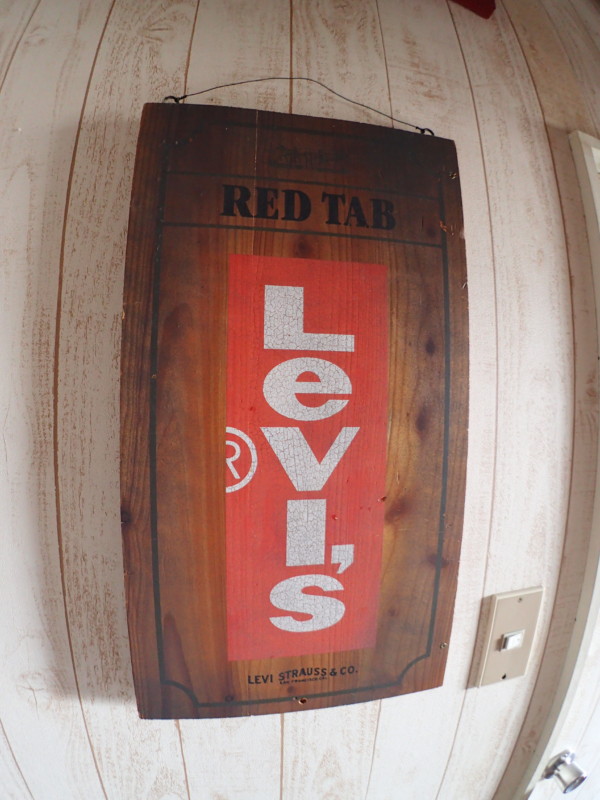 RED TAB
LeVI'S
®
LEVI STRAUSS & CO.